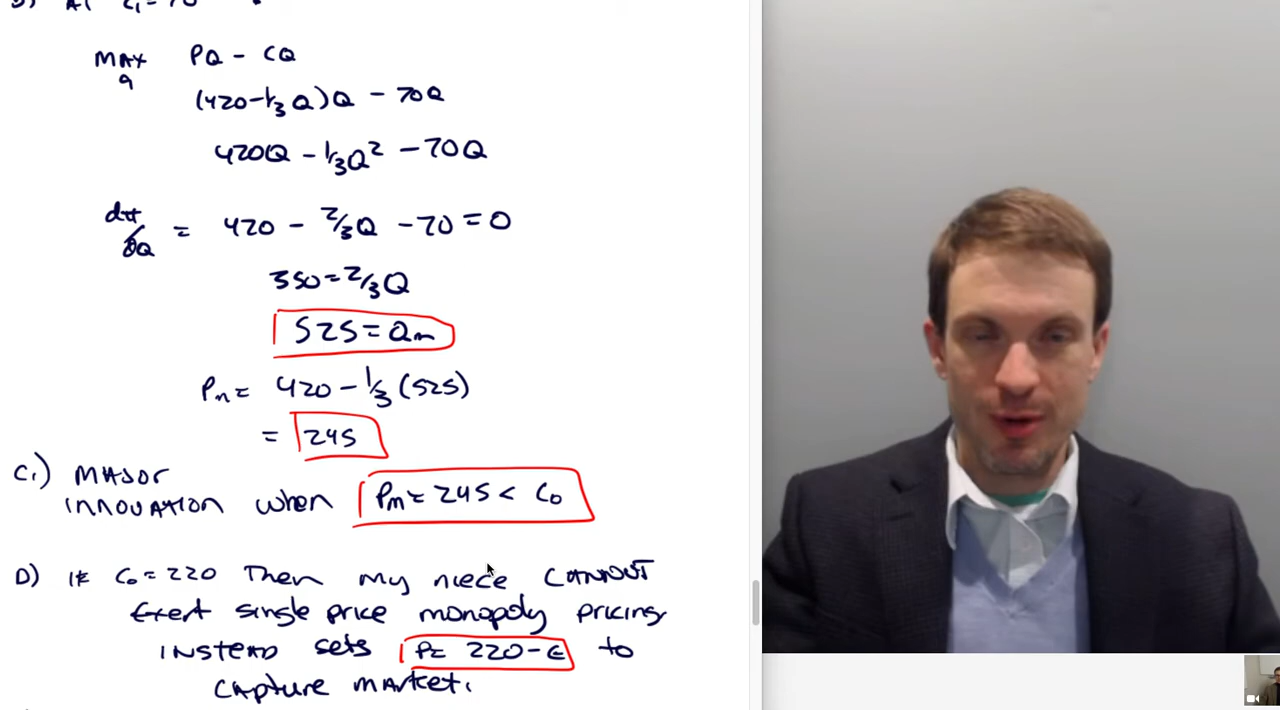 MAX PQ - CQ
q
(420-1/3 Q)Q - 70Q
420Q - 1/3Q² - 70Q
dπ/∂Q = 420 - 2/3Q - 70 = 0
350 = 2/3Q
525 = Qm
Pm = 420 - 1/3 (525)
= 245
C.) MAJOR
INNOVATION when Pm = 245 < C0
D) If C0 = 220 Then my niece CANNOT
exert single price monopoly pricing
INSTEAD sets P= 220-ε to
capture market.